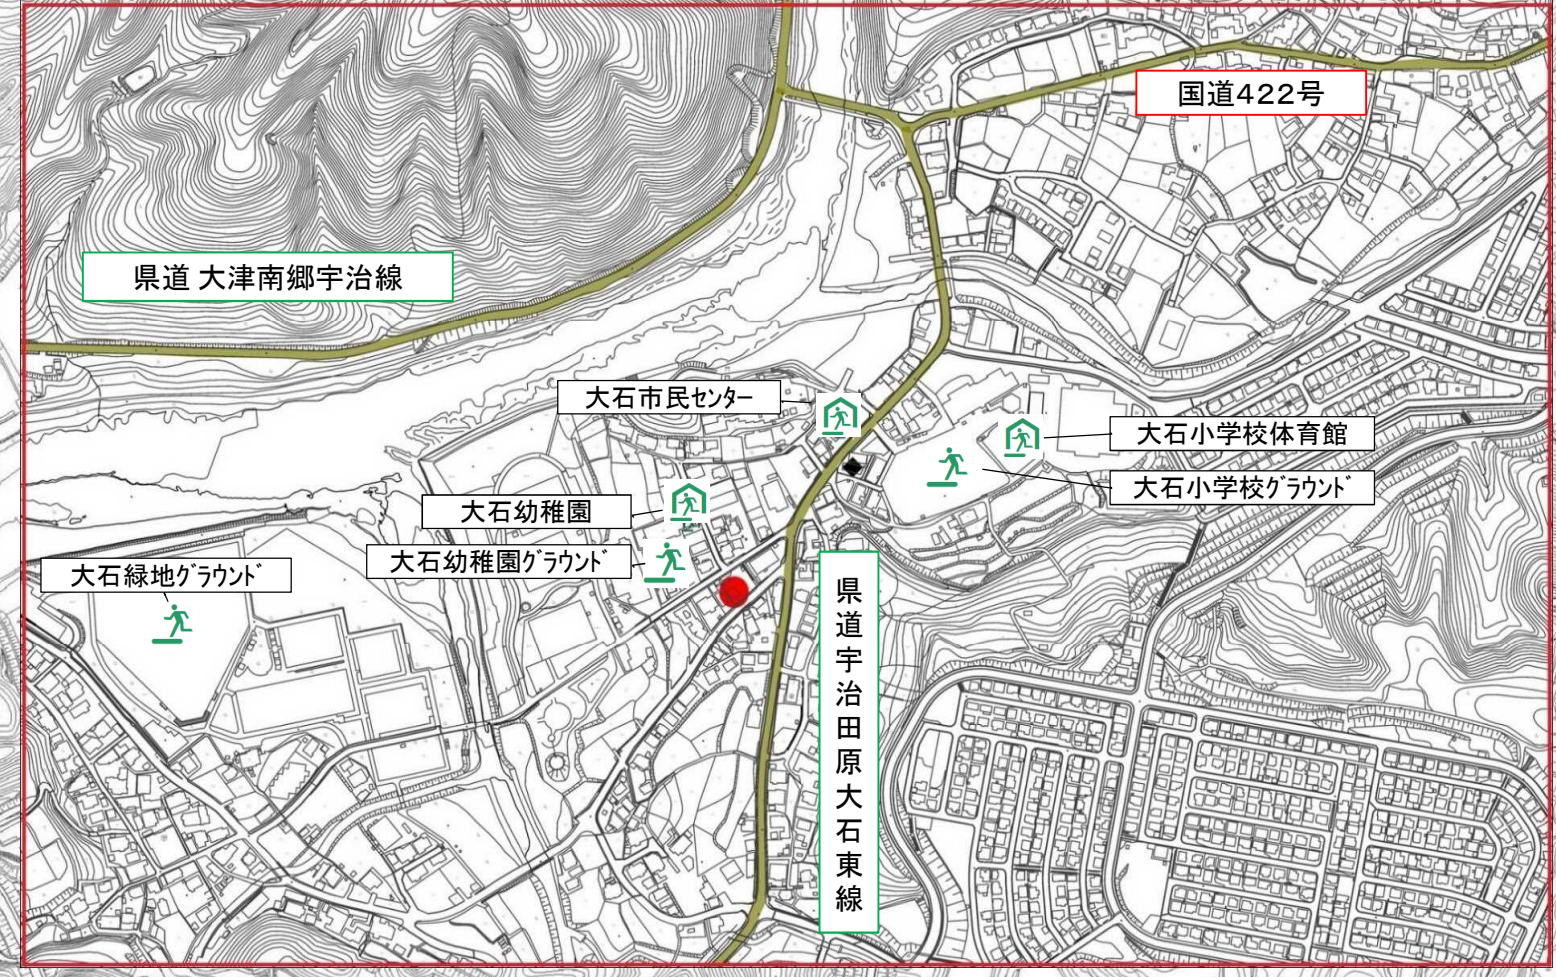 国道422号
県道 大津南郷宇治線
大石市民センター
大石小学校体育館
大石小学校グラウンド
大石幼稚園
大石幼稚園グラウンド
大石緑地グラウンド
県道宇治田原大石東線